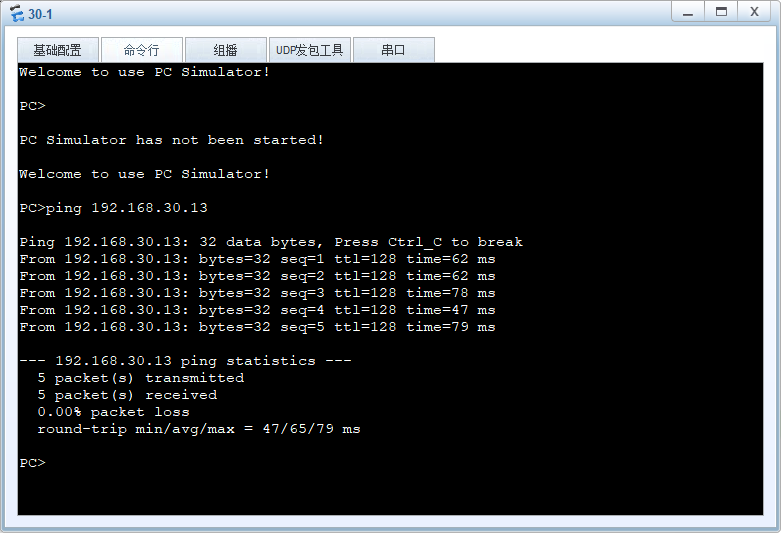 30-1
基础配置 命令行 组播 UDP发包工具 串口
Welcome to use PC Simulator!
PC>
PC Simulator has not been started!
Welcome to use PC Simulator!
PC>ping 192.168.30.13
Ping 192.168.30.13: 32 data bytes, Press Ctrl_C to break
From 192.168.30.13: bytes=32 seq=1 ttl=128 time=62 ms
From 192.168.30.13: bytes=32 seq=2 ttl=128 time=62 ms
From 192.168.30.13: bytes=32 seq=3 ttl=128 time=78 ms
From 192.168.30.13: bytes=32 seq=4 ttl=128 time=47 ms
From 192.168.30.13: bytes=32 seq=5 ttl=128 time=79 ms
--- 192.168.30.13 ping statistics ---
5 packet(s) transmitted
5 packet(s) received
0.00% packet loss
round-trip min/avg/max = 47/65/79 ms
PC>